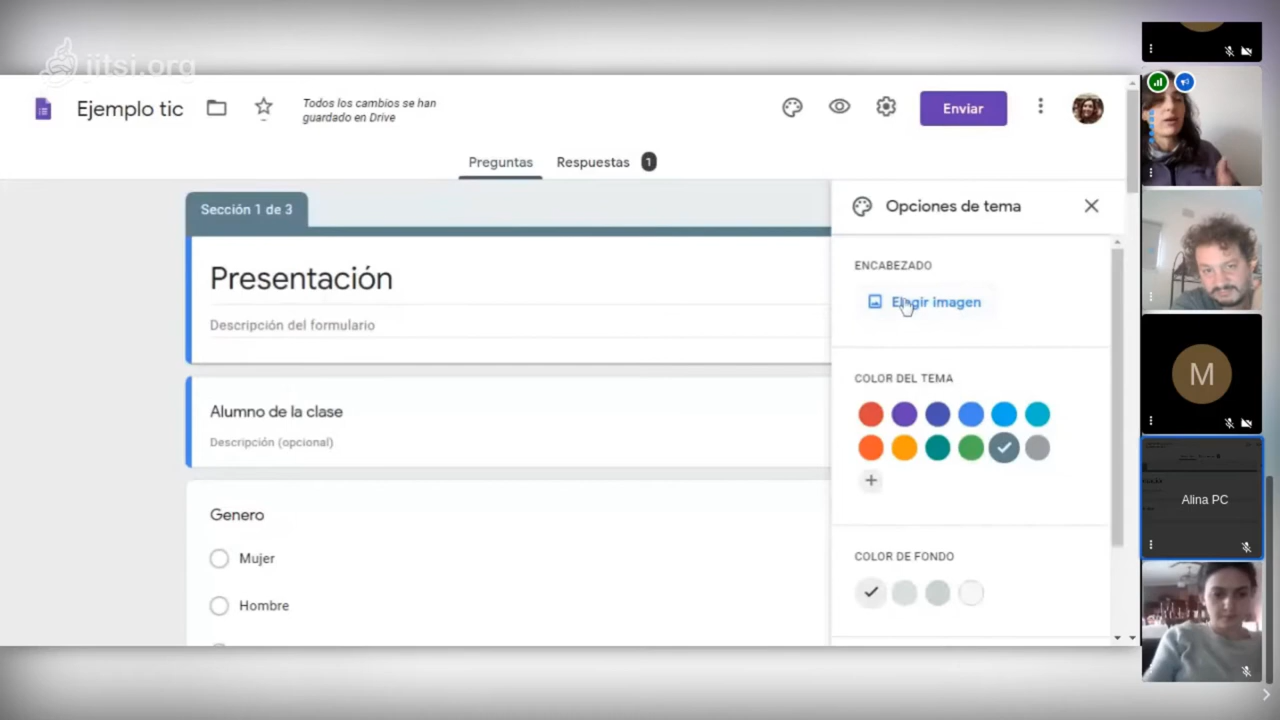 jitsi.org
Ejemplo tic
Todos los cambios se han
guardado en Drive
Enviar
Preguntas
Respuestas 1
Sección 1 de 3
Presentación
Descripción del formulario
Alumno de la clase
Descripción (opcional)
Genero
Mujer
Hombre
Opciones de tema
ENCABEZADO
Elegir imagen
COLOR DEL TEMA
COLOR DE FONDO
M
Alina PC